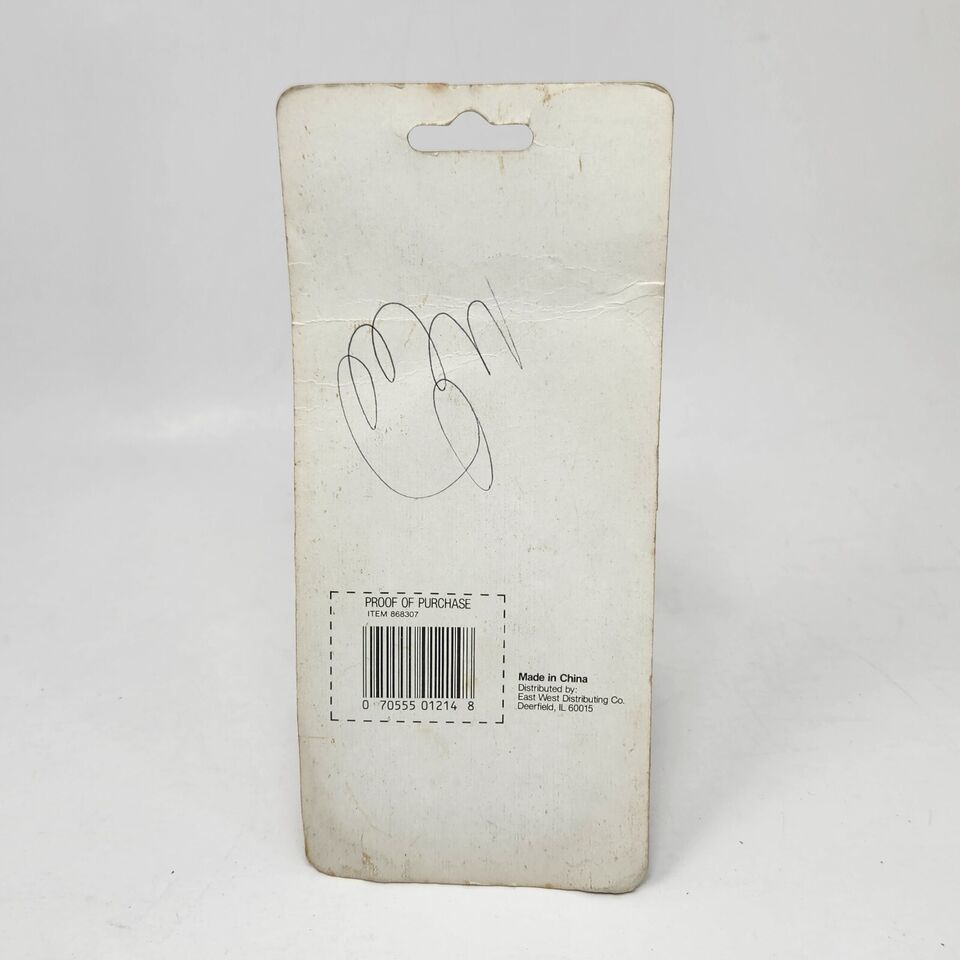 PROOF OF PURCHASE
ITEM 868307
0 70555 01214 8
Made in China
Distributed by:
East West Distributing Co.
Deerfield, IL 60015